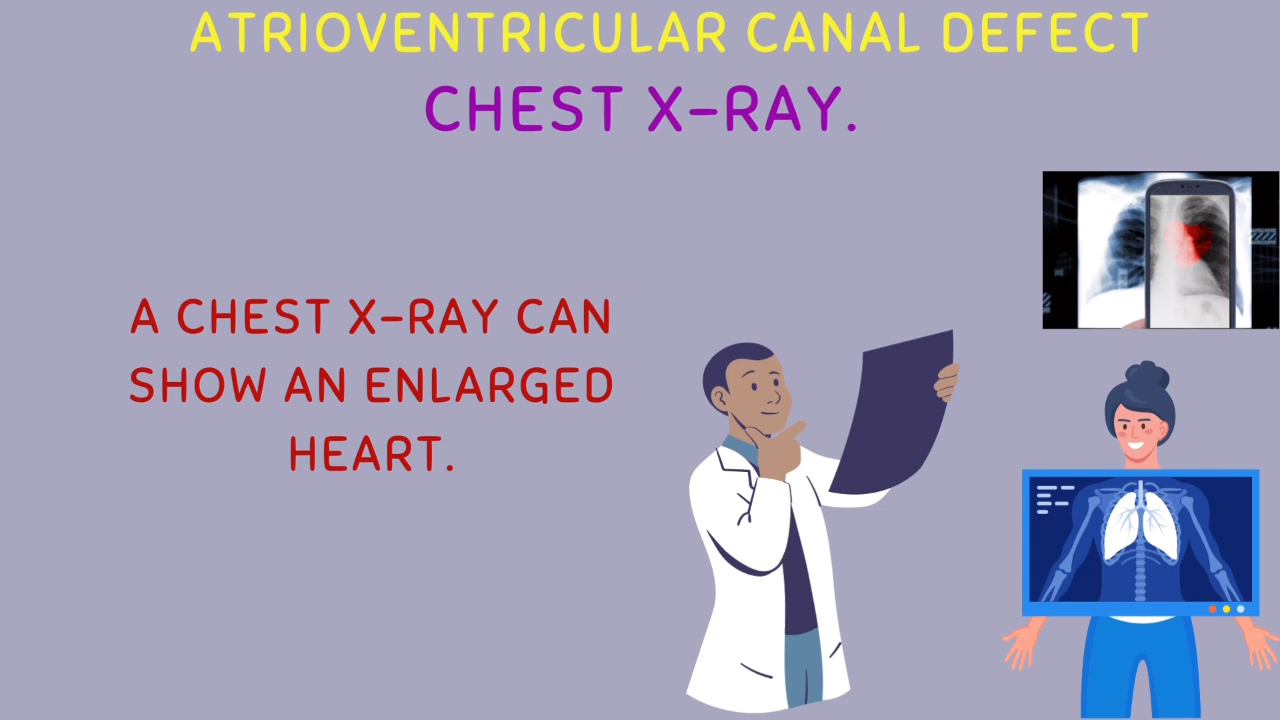 ATRIOVENTRICULAR CANAL DEFECT
CHEST X-RAY.
A CHEST X-RAY CAN
SHOW AN ENLARGED
HEART.